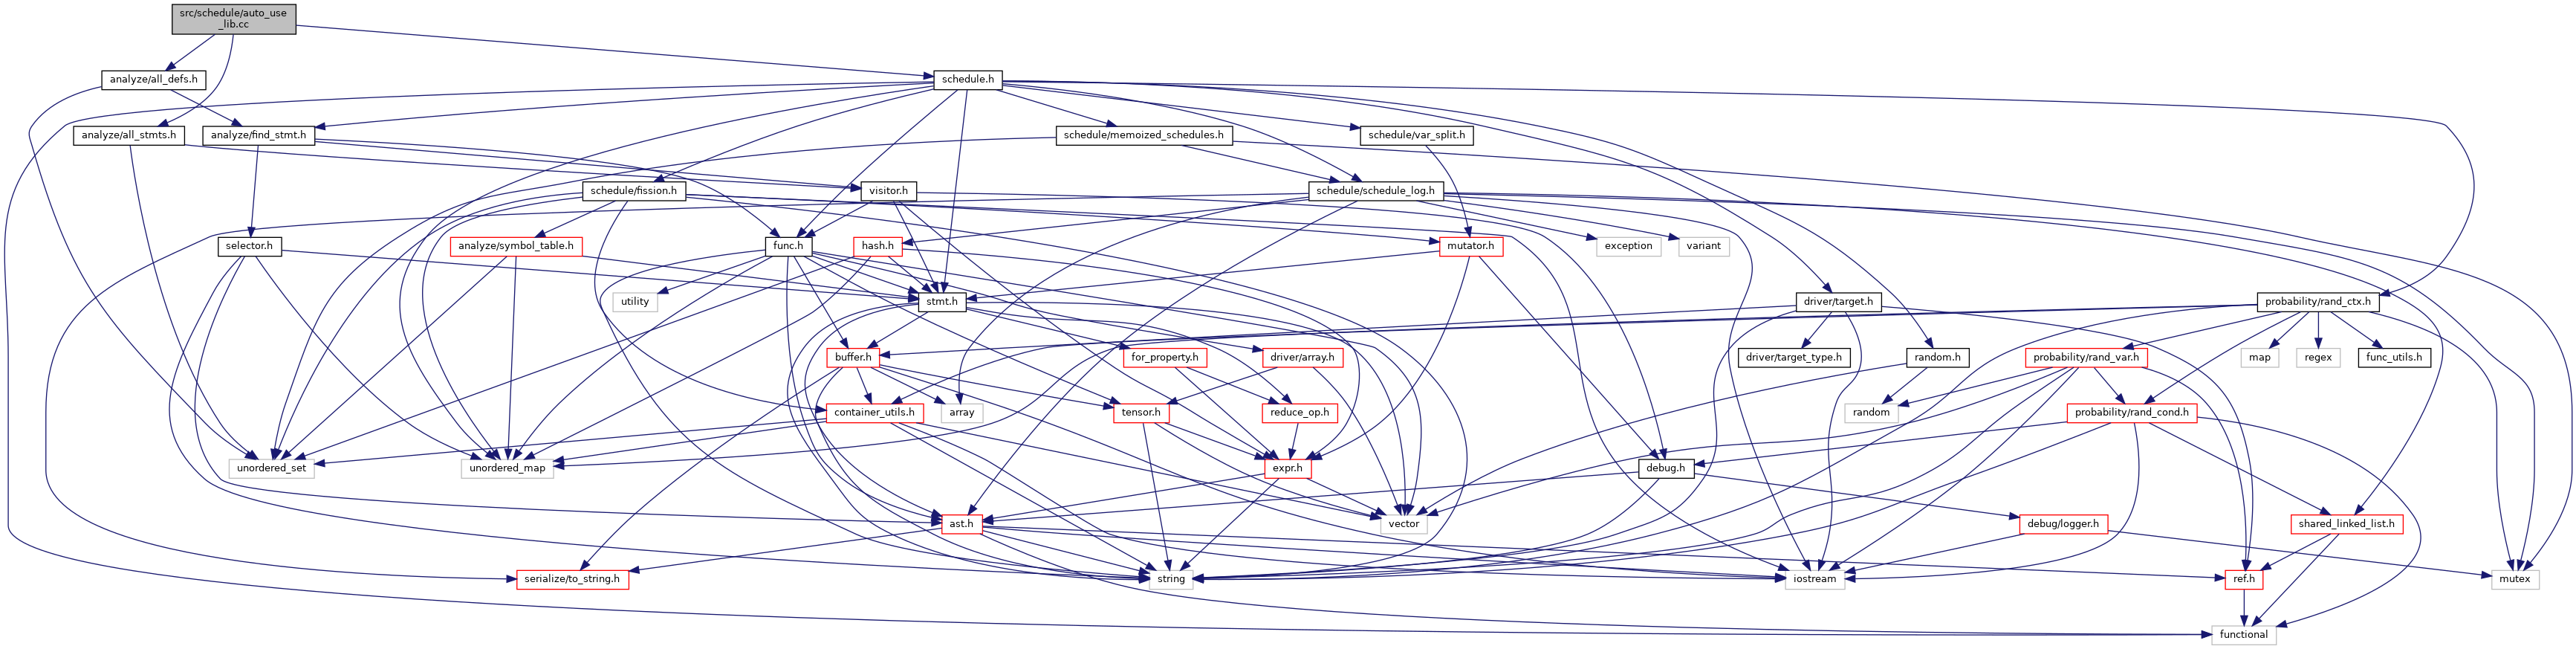 src/schedule/auto_use
_lib.cc
analyze/all_defs.h
schedule.h
analyze/all_stmts.h
analyze/find_stmt.h
schedule/memoized_schedules.h
schedule/var_split.h
schedule/fission.h
visitor.h
schedule/schedule_log.h
selector.h
analyze/symbol_table.h
func.h
hash.h
mutator.h
exception
variant
utility
stmt.h
driver/target.h
probability/rand_ctx.h
buffer.h
for_property.h
driver/array.h
driver/target_type.h
random.h
probability/rand_var.h
map
regex
func_utils.h
container_utils.h
array
tensor.h
reduce_op.h
random
probability/rand_cond.h
unordered_set
unordered_map
expr.h
debug.h
ast.h
vector
debug/logger.h
shared_linked_list.h
serialize/to_string.h
string
iostream
ref.h
mutex
functional